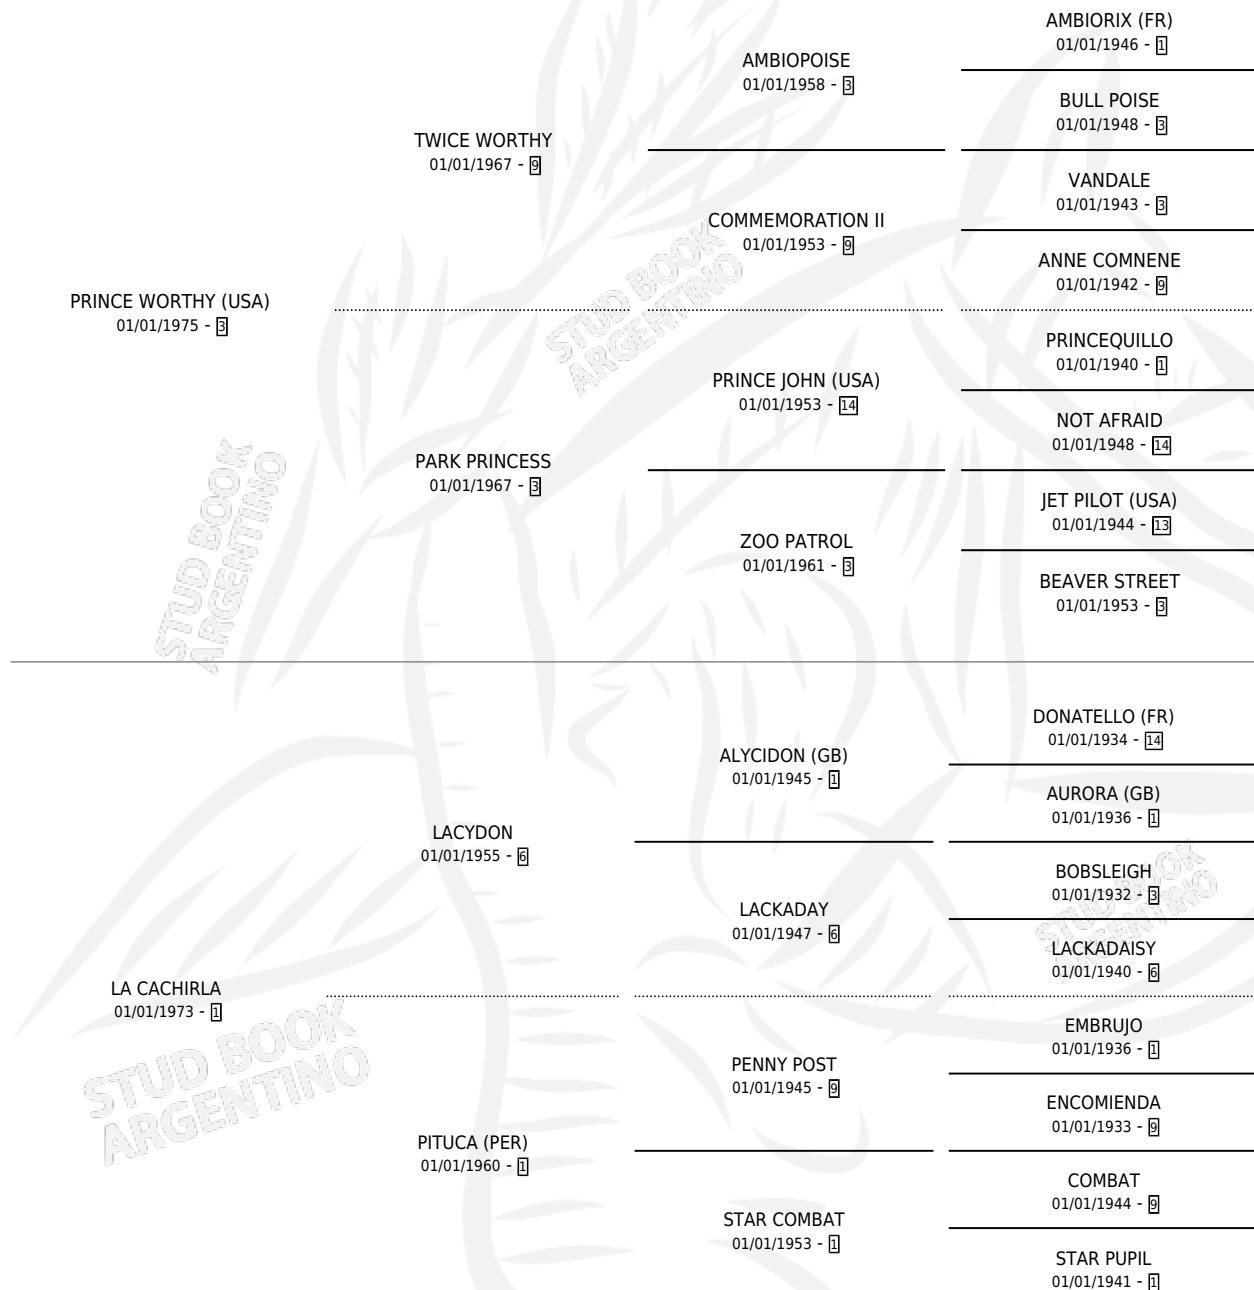 AMBIORIX (FR)
01/01/1946 - 1
AMBIOPOISE
01/01/1958 - 3
BULL POISE
01/01/1948 - 3
TWICE WORTHY
01/01/1967 - 9
VANDALE
01/01/1943 - 3
COMMEMORATION II
01/01/1953 - 9
ANNE COMNENE
01/01/1942 - 9
PRINCE WORTHY (USA)
01/01/1975 - 3
PRINCEQUILLO
01/01/1940 - 1
PRINCE JOHN (USA)
01/01/1953 - 14
NOT AFRAID
01/01/1948 - 14
PARK PRINCESS
01/01/1967 - 3
JET PILOT (USA)
01/01/1944 - 13
ZOO PATROL
01/01/1961 - 3
BEAVER STREET
01/01/1953 - 3
STUD BOOK
ARGENTINO
STUD BOOK
ARGENTINO
DONATELLO (FR)
01/01/1934 - 14
ALYCIDON (GB)
01/01/1945 - 1
AURORA (GB)
01/01/1936 - 1
LACYDON
01/01/1955 - 6
BOBSLEIGH
01/01/1932 - 3
LACKADAY
01/01/1947 - 6
LACKADAISY
01/01/1940 - 6
LA CACHIRLA
01/01/1973 - 1
EMBRUJO
01/01/1936 - 1
PENNY POST
01/01/1945 - 9
ENCOMIENDA
01/01/1933 - 9
PITUCA (PER)
01/01/1960 - 1
COMBAT
01/01/1944 - 9
STAR COMBAT
01/01/1953 - 1
STAR PUPIL
01/01/1941 - 1
STUD BOOK
ARGENTINO
STUD BOOK
ARGENTINO